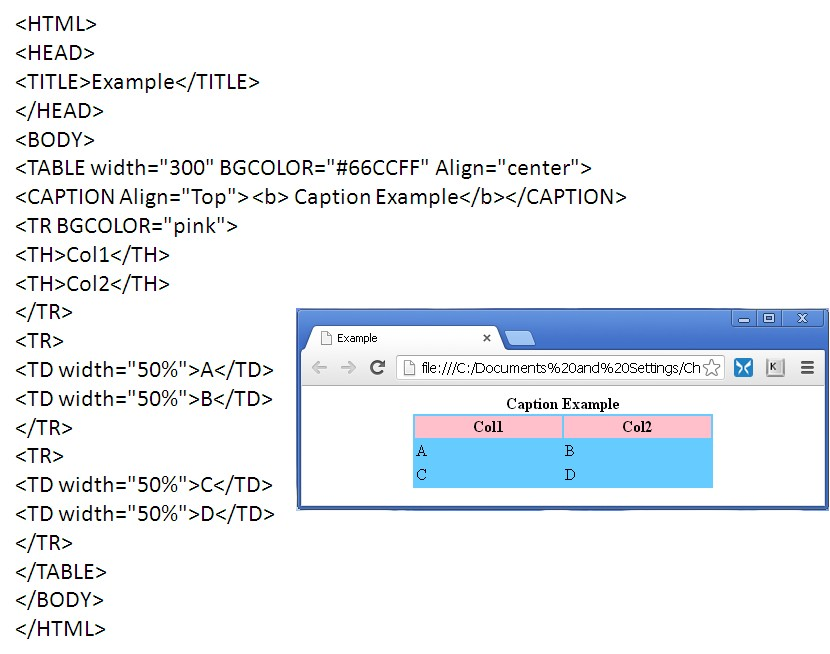 <HTML>
<HEAD>
<TITLE>Example</TITLE>
</HEAD>
<BODY>
<TABLE width="300" BGCOLOR="#66CCFF" Align="center">
<CAPTION Align="Top"><b> Caption Example</b></CAPTION>
<TR BGCOLOR="pink">
<TH>Col1</TH>
<TH>Col2</TH>
</TR>
<TR>
<TD width="50%">A</TD>
<TD width="50%">B</TD>
</TR>
<TR>
<TD width="50%">C</TD>
<TD width="50%">D</TD>
</TR>
</TABLE>
</BODY>
</HTML>
Example
file:///C:/Documents%20and%20Settings/Ch
K
Caption Example
Col1 Col2
A B
C D